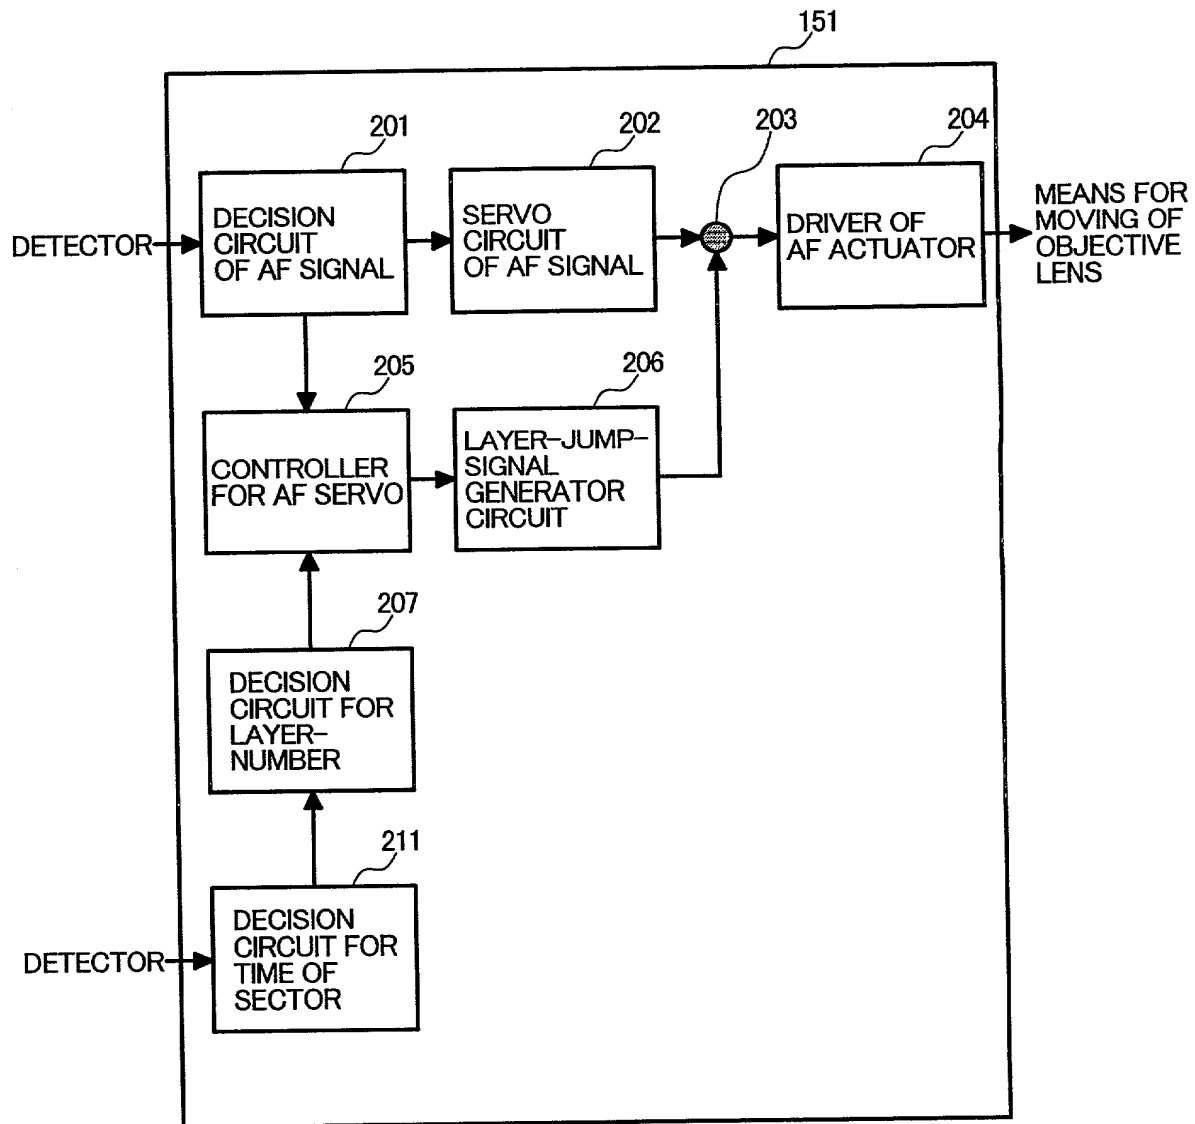 151
201
202
203
204
DETECTOR
DECISION
CIRCUIT
OF AF SIGNAL
SERVO
CIRCUIT
OF AF SIGNAL
DRIVER OF
AF ACTUATOR
MEANS FOR
MOVING OF
OBJECTIVE
LENS
205
206
CONTROLLER
FOR AF SERVO
LAYER-JUMP-
SIGNAL
GENERATOR
CIRCUIT
207
DECISION
CIRCUIT FOR
LAYER-
NUMBER
211
DETECTOR
DECISION
CIRCUIT FOR
TIME OF
SECTOR